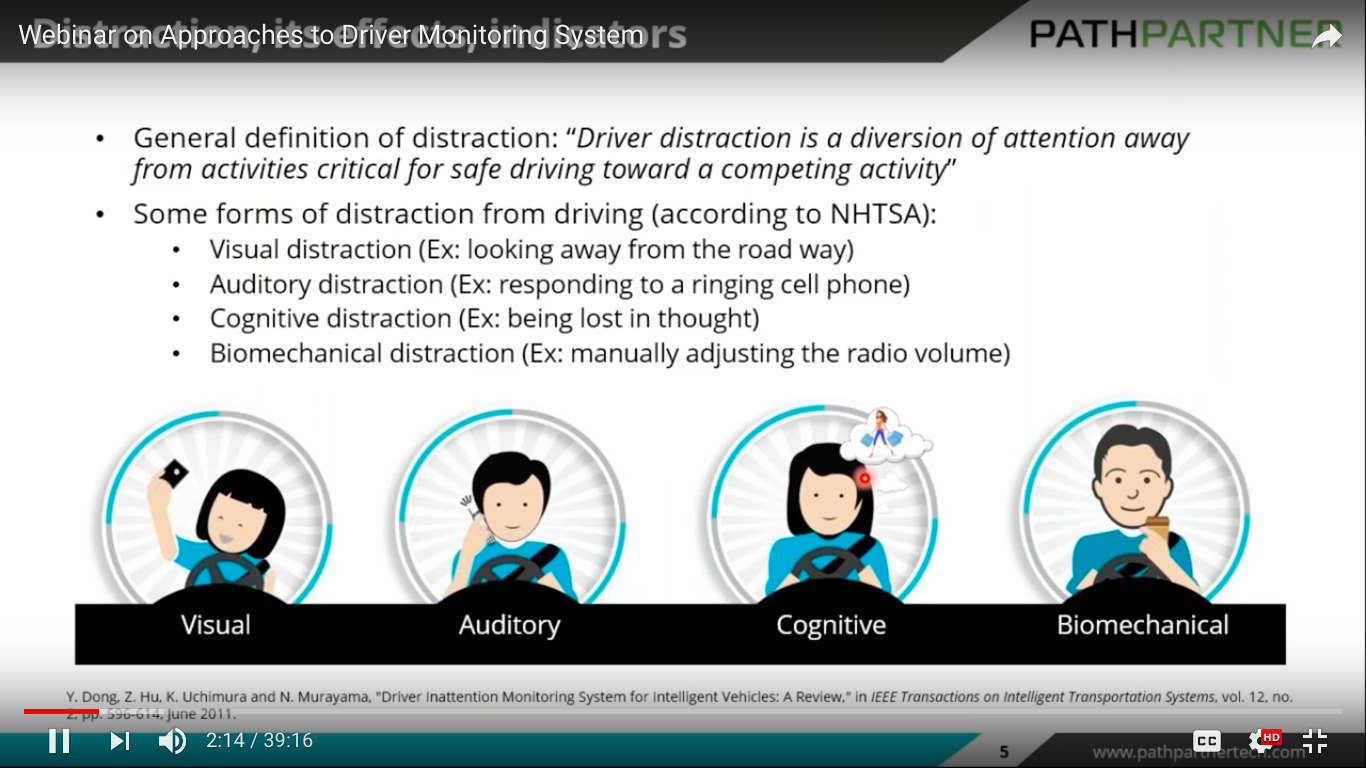 Distraction, its effects, indicators
Webinar on Approaches to Driver Monitoring System
PATHPARTNER
• General definition of distraction: “Driver distraction is a diversion of attention away
from activities critical for safe driving toward a competing activity”
• Some forms of distraction from driving (according to NHTSA):
• Visual distraction (Ex: looking away from the road way)
• Auditory distraction (Ex: responding to a ringing cell phone)
• Cognitive distraction (Ex: being lost in thought)
• Biomechanical distraction (Ex: manually adjusting the radio volume)
Visual
Auditory
Cognitive
Biomechanical
Y. Dong, Z. Hu, K. Uchimura and N. Murayama, "Driver Inattention Monitoring System for Intelligent Vehicles: A Review," in IEEE Transactions on Intelligent Transportation Systems, vol. 12, no.
2, pp. 596-614, June 2011.
2:14 / 39:16
CC
HD
5
www.pathpartnertech.com